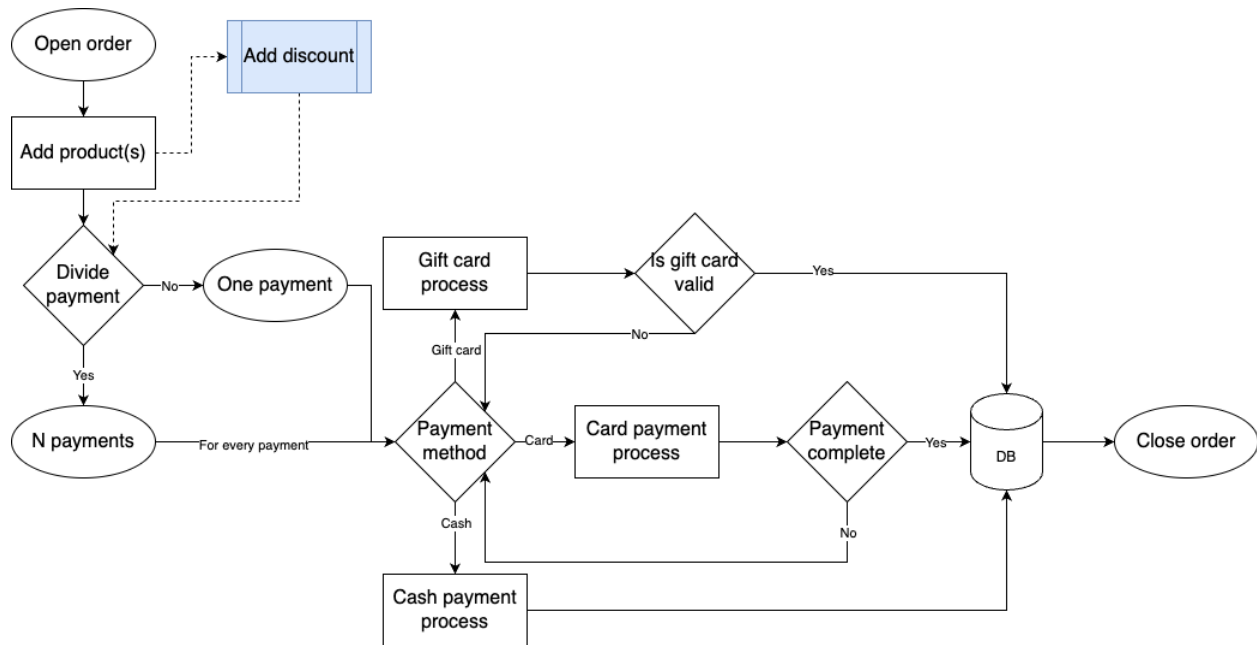 Open order
Add discount
Add product(s)
Divide
payment
No
One payment
Yes
N payments
For every payment
Gift card
process
Is gift card
valid
Yes
No
Gift card
Payment
method
Card
Card payment
process
Payment
complete
Yes
DB
Close order
No
Cash
Cash payment
process